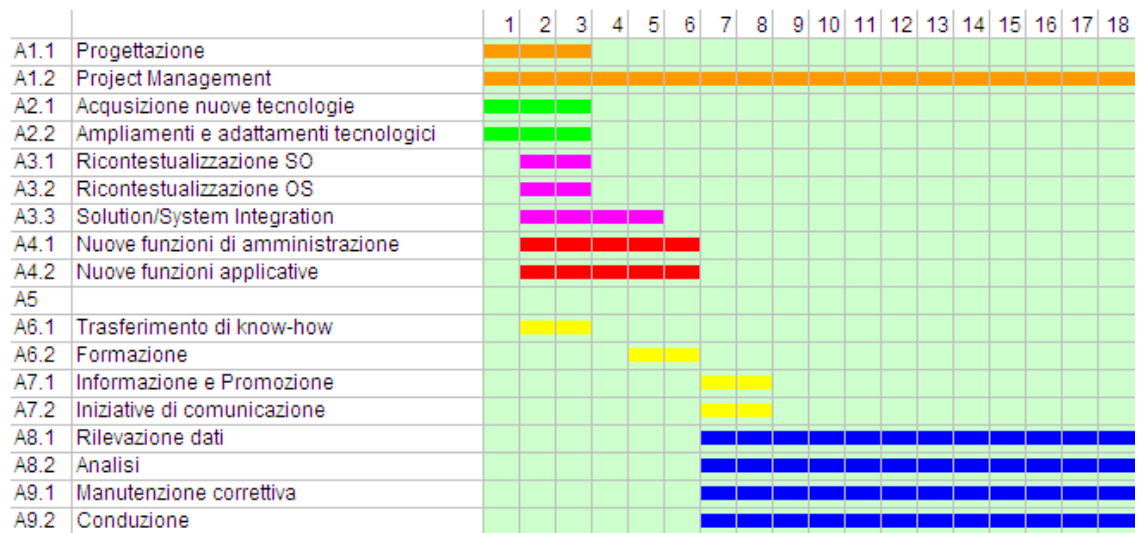 1 2 3 4 5 6 7 8 9 10 11 12 13 14 15 16 17 18
A1.1 Progettazione
A1.2 Project Management
A2.1 Acqusizione nuove tecnologie
A2.2 Ampliamenti e adattamenti tecnologici
A3.1 Ricontestualizzazione SO
A3.2 Ricontestualizzazione OS
A3.3 Solution/System Integration
A4.1 Nuove funzioni di amministrazione
A4.2 Nuove funzioni applicative
A5
A6.1 Trasferimento di know-how
A6.2 Formazione
A7.1 Informazione e Promozione
A7.2 Iniziative di comunicazione
A8.1 Rilevazione dati
A8.2 Analisi
A9.1 Manutenzione correttiva
A9.2 Conduzione